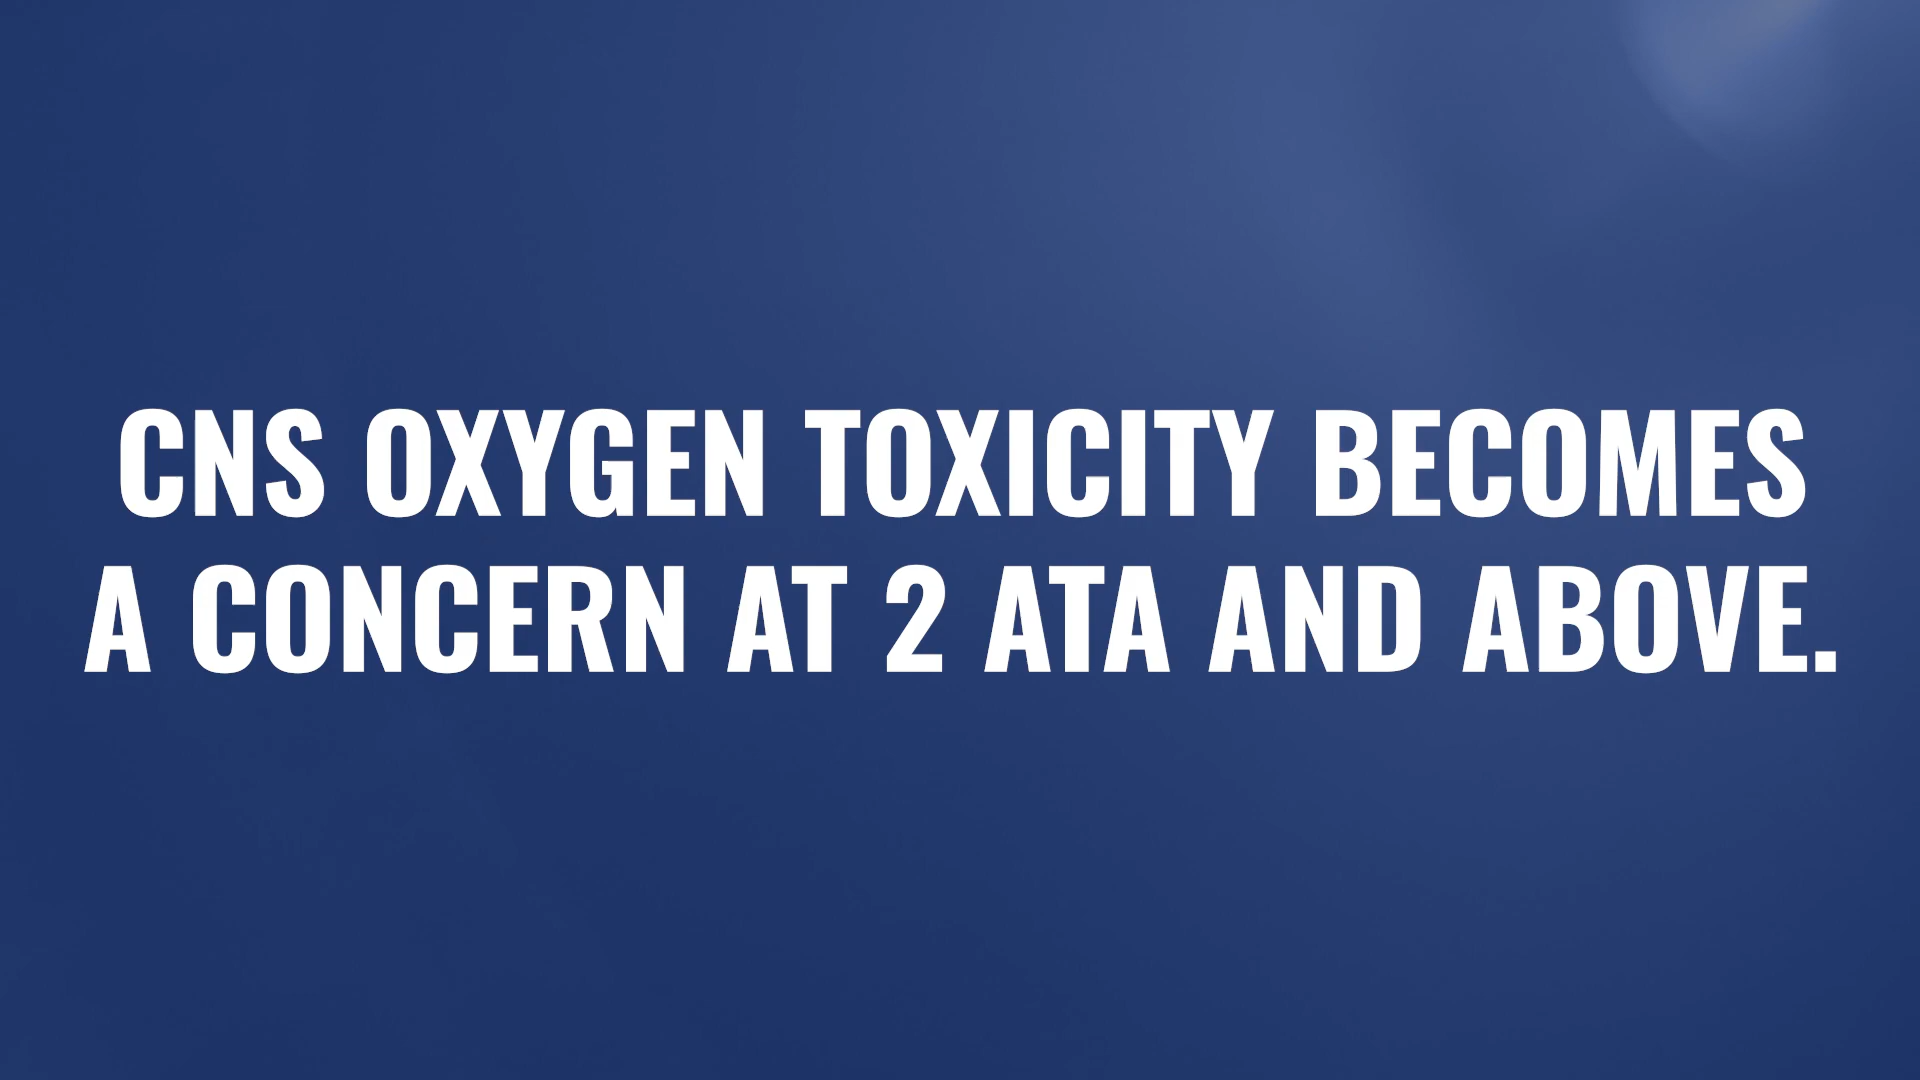 CNS OXYGEN TOXICITY BECOMES
A CONCERN AT 2 ATA AND ABOVE.